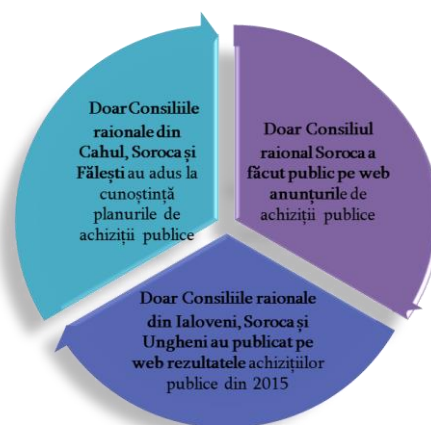 Doar Consiliile
raionale din
Cahul, Soroca și
Fălești au adus la
cunoștință
planurile de
achiziții publice
Doar Consiliul
raional Soroca a
făcut public pe web
anunțurile de
achiziții publice
Doar Consiliile raionale
din Ialoveni, Soroca și
Ungheni au publicat pe
web rezultatele achizițiilor
publice din 2015